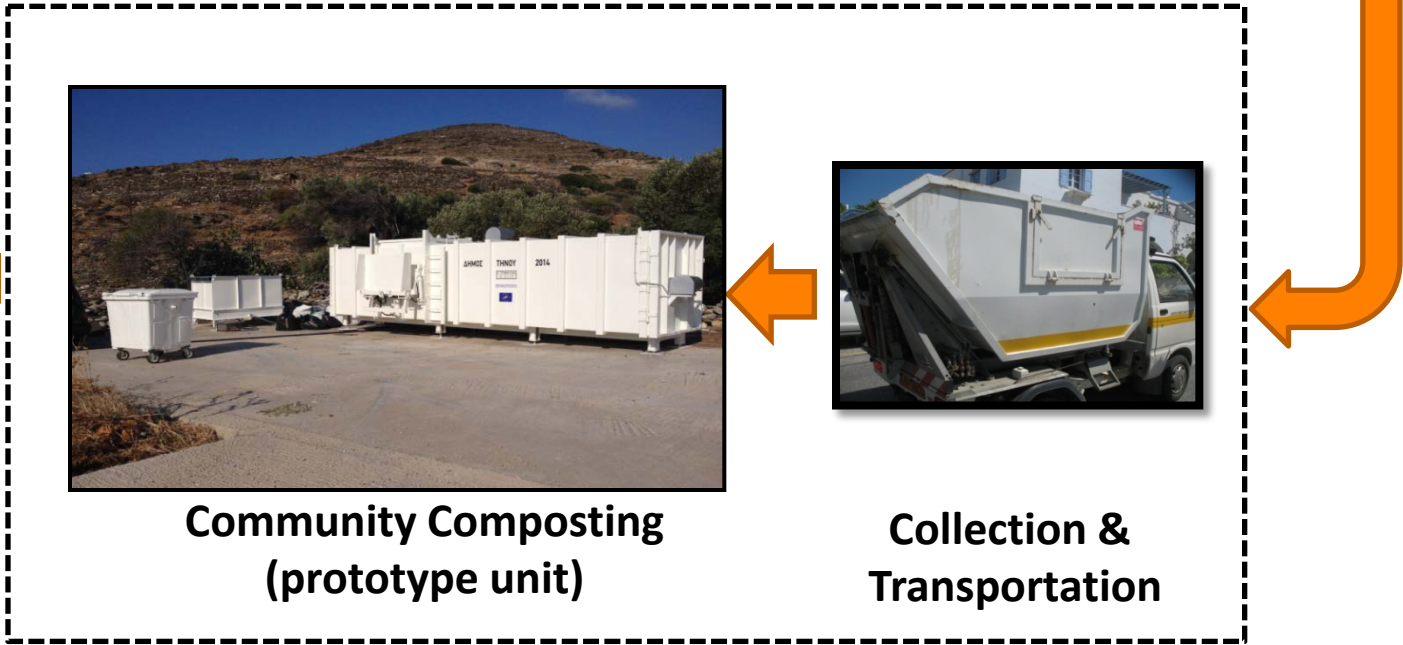 ΔΗΜΟΣ ΤΗΝΟΥ 2014
Community Composting
(prototype unit)
Collection &
Transportation